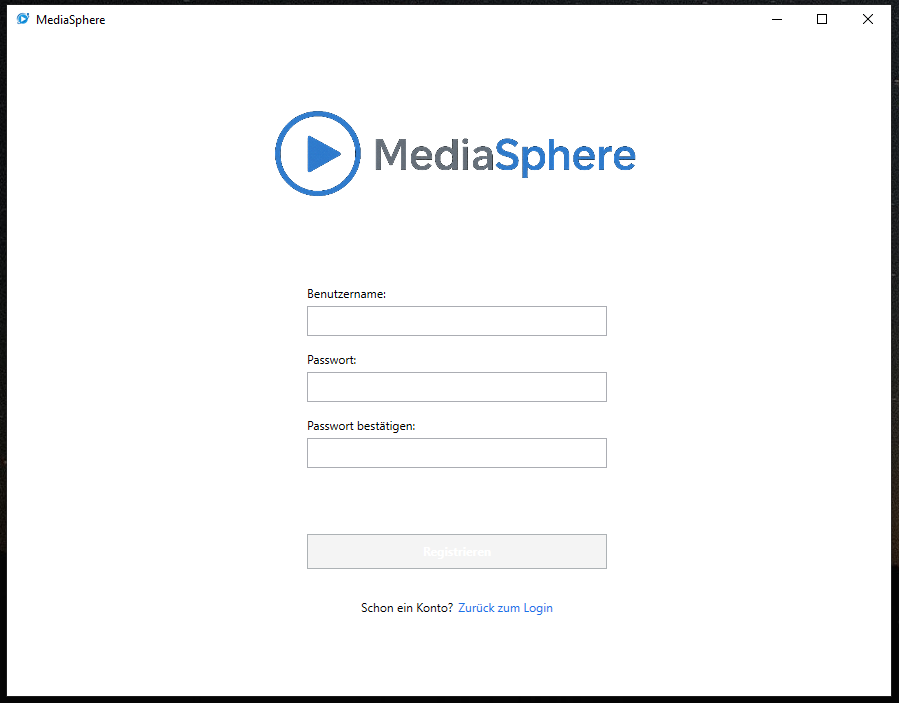 MediaSphere
MediaSphere
Benutzername:
Passwort:
Passwort bestätigen:
Registrieren
Schon ein Konto? Zurück zum Login